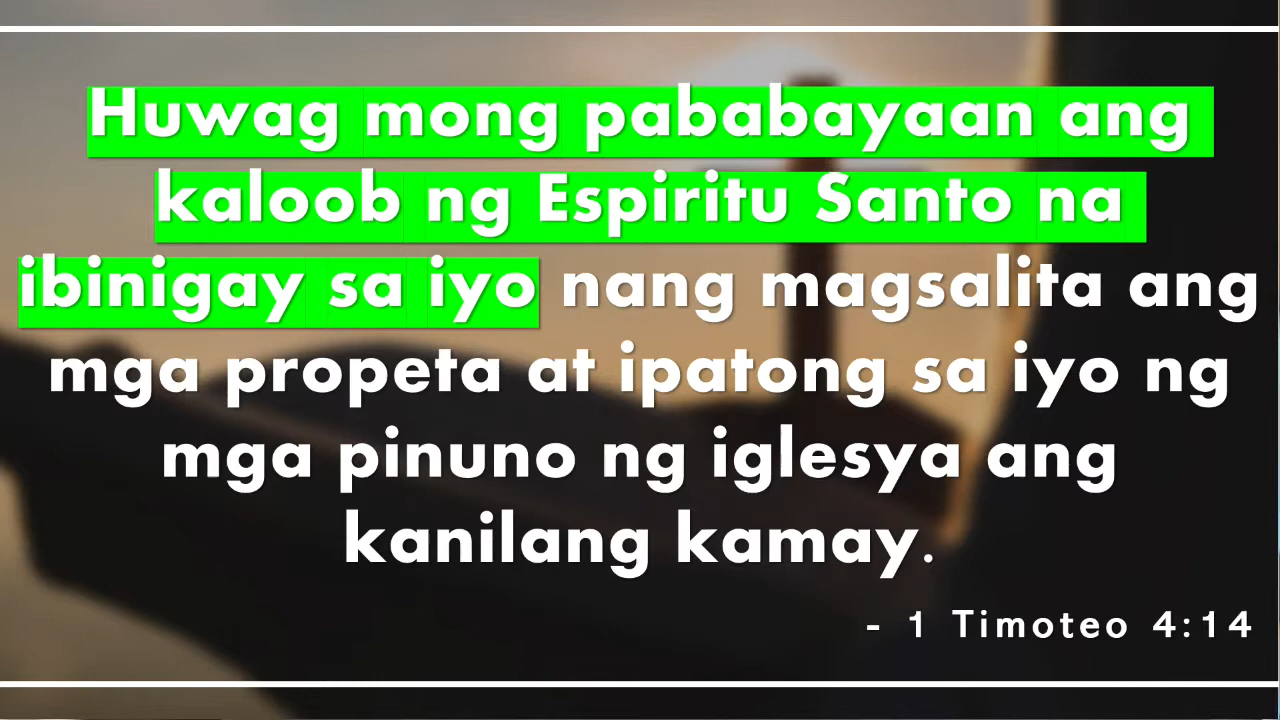 Huwag mong pababayaan ang
kaloob ng Espiritu Santo na
ibinigay sa iyo nang magsalita ang
mga propeta at ipatong sa iyo ng
mga pinuno ng iglesya ang
kanilang kamay.
- 1 Timoteo 4:14